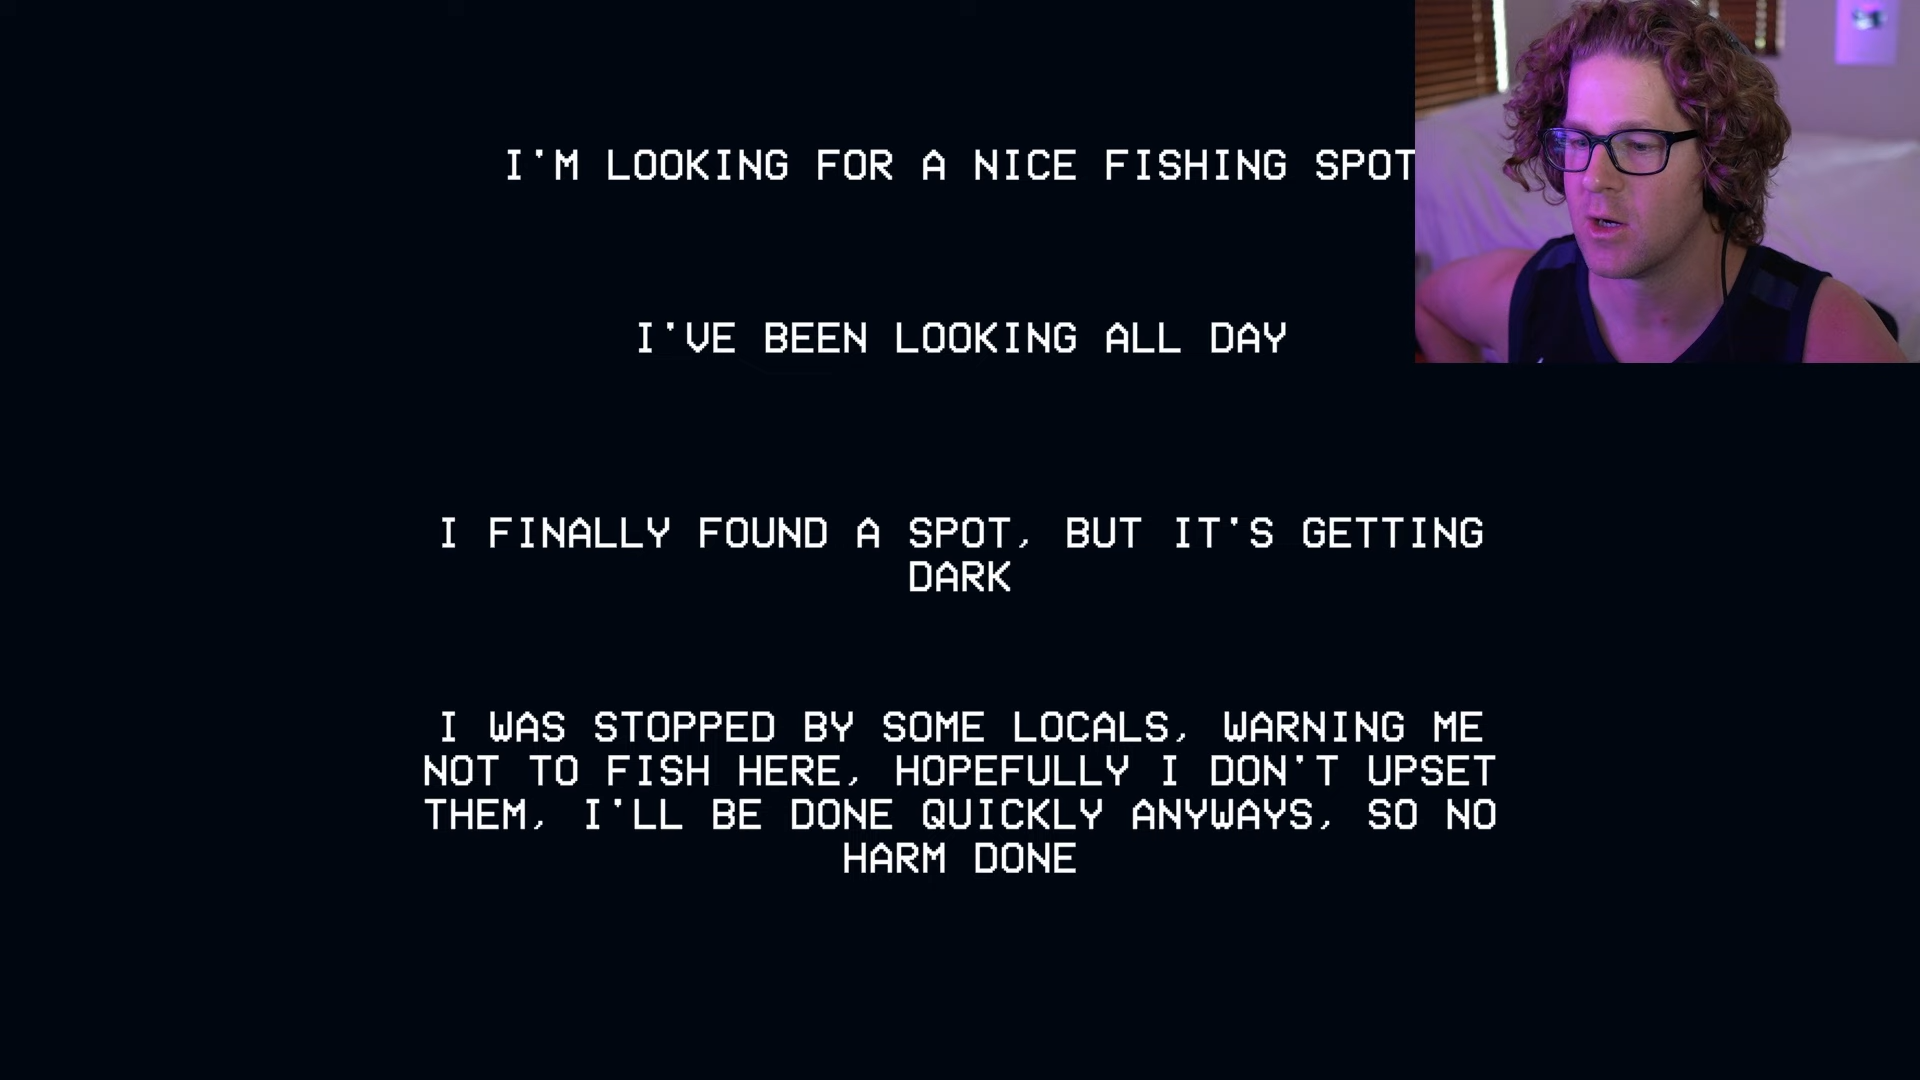 I'M LOOKING FOR A NICE FISHING SPOT
I'VE BEEN LOOKING ALL DAY
I FINALLY FOUND A SPOT, BUT IT'S GETTING
DARK
I WAS STOPPED BY SOME LOCALS, WARNING ME
NOT TO FISH HERE, HOPEFULLY I DON'T UPSET
THEM, I'LL BE DONE QUICKLY ANYWAYS, SO NO
HARM DONE